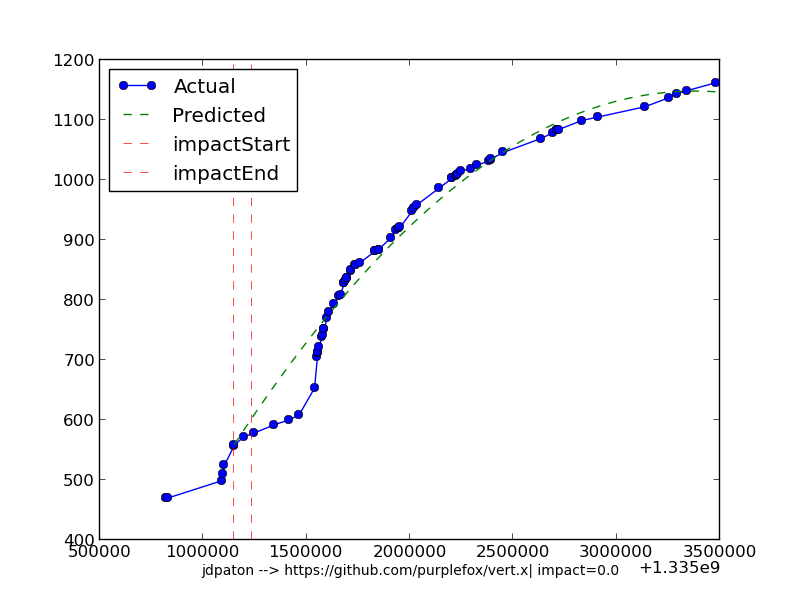 1200
1100
1000
900
800
700
600
500
400
Actual
Predicted
impactStart
impactEnd
500000 1000000 1500000 2000000 2500000 3000000 3500000
+1.335e9
jdpaton --> https://github.com/purplefox/vert.x| impact=0.0